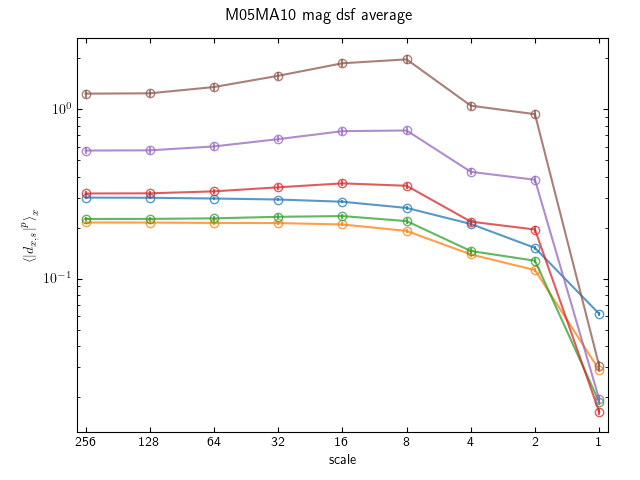 M05MA10 mag dsf average
⟨|d_{x,s}|^p⟩_x
10^0
10^{-1}
256 128 64 32 16 8 4 2 1
scale